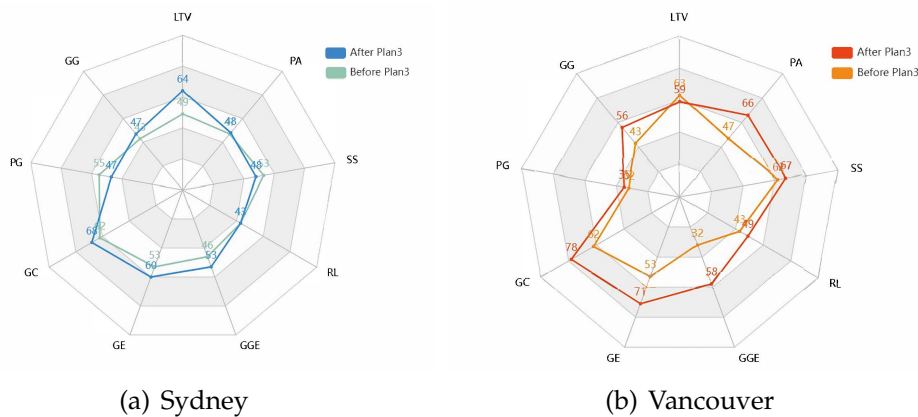 LTV
After Plan3
Before Plan3
GG
PA
64
49
47
48
PG
55
47
48
53
SS
68
43
53
46
60
53
GC
RL
GE
GGE
(a) Sydney
LTV
After Plan3
Before Plan3
GG
PA
63
59
56
66
43
47
PG
67
SS
43
49
62
78
32
53
58
71
GC
RL
GE
GGE
(b) Vancouver